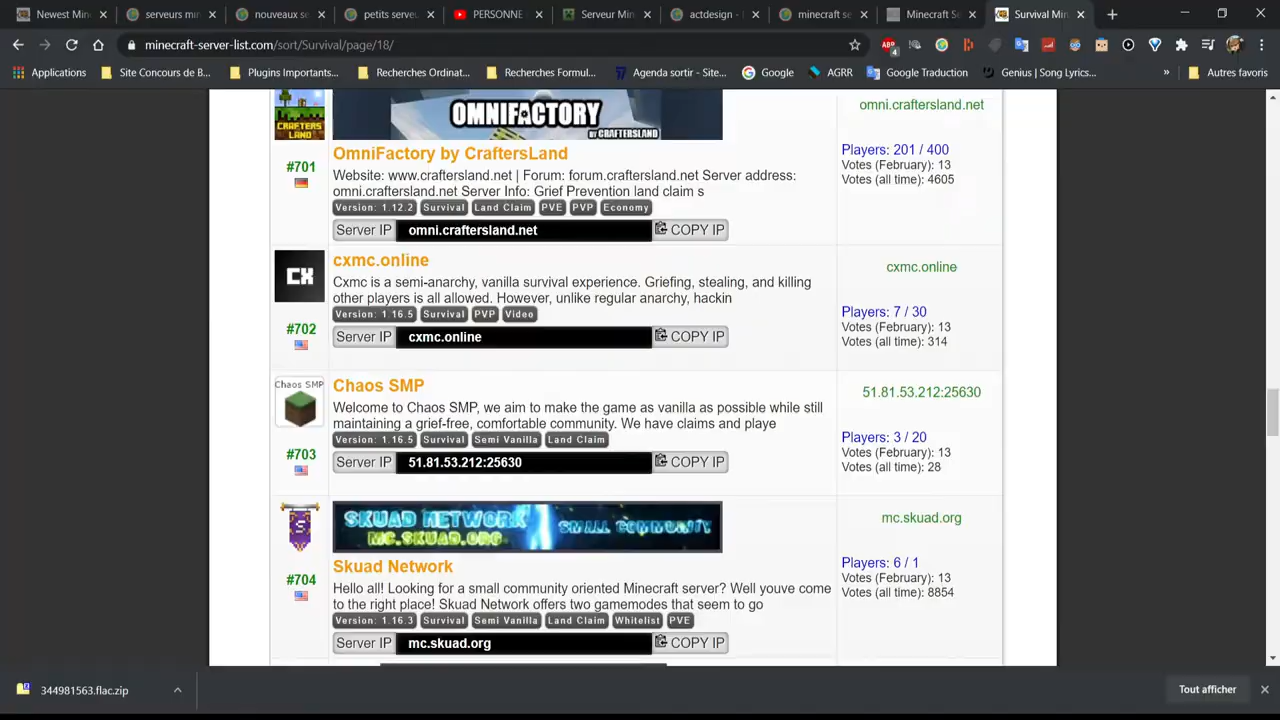 Newest Min
serveurs min
nouveaux se
petits serveu
PERSONNE
Serveur Min
actdesign -
minecraft se
Minecraft Se
Survival Min
minecraft-server-list.com/sort/Survival/page/18/
Applications
Site Concours de B...
Plugins Importants...
Recherches Ordinat...
Recherches Formul...
Agenda sortir - Site...
Google
AGRR
Google Traduction
Genius | Song Lyrics...
»
Autres favoris
CRAFTERS LAND
OMNIFACTORY
BY CRAFTERSLAND
omni.craftersland.net
#701
OmniFactory by CraftersLand
Website: www.craftersland.net | Forum: forum.craftersland.net Server address:
omni.craftersland.net Server Info: Grief Prevention land claim s
Version: 1.12.2 Survival Land Claim PVE PVP Economy
Server IP omni.craftersland.net COPY IP
Players: 201 / 400
Votes (February): 13
Votes (all time): 4605
CX
#702
cxmc.online
Cxmc is a semi-anarchy, vanilla survival experience. Griefing, stealing, and killing
other players is all allowed. However, unlike regular anarchy, hackin
Version: 1.16.5 Survival PVP Video
Server IP cxmc.online COPY IP
cxmc.online
Players: 7 / 30
Votes (February): 13
Votes (all time): 314
Chaos SMP
#703
Chaos SMP
Welcome to Chaos SMP, we aim to make the game as vanilla as possible while still
maintaining a grief-free, comfortable community. We have claims and playe
Version: 1.16.5 Survival Semi Vanilla Land Claim
Server IP 51.81.53.212:25630 COPY IP
51.81.53.212:25630
Players: 3 / 20
Votes (February): 13
Votes (all time): 28
S
#704
SKUAD NETWORK
MC.SKUAD.ORG
SMALL COMMUNITY
Skuad Network
Hello all! Looking for a small community oriented Minecraft server? Well youve come
to the right place! Skuad Network offers two gamemodes that seem to go
Version: 1.16.3 Survival Semi Vanilla Land Claim Whitelist PVE
Server IP mc.skuad.org COPY IP
mc.skuad.org
Players: 6 / 1
Votes (February): 13
Votes (all time): 8854
344981563.flac.zip
Tout afficher